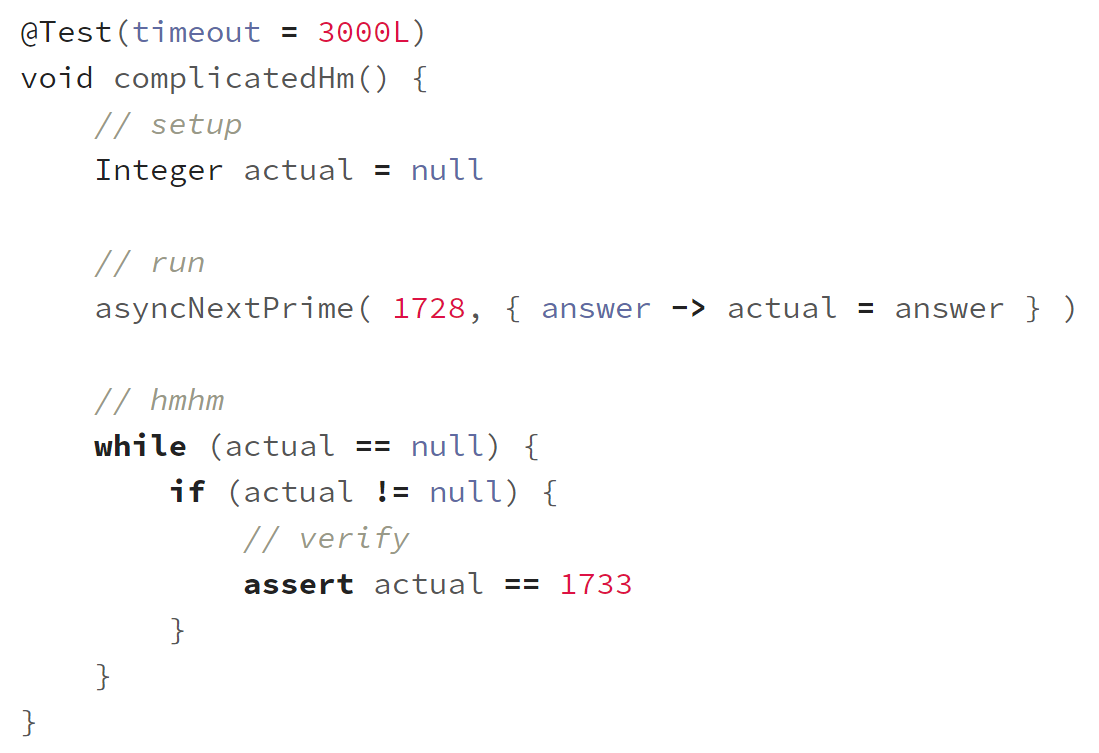 @Test(timeout = 3000L)
void complicatedHm() {
    // setup
    Integer actual = null

    // run
    asyncNextPrime( 1728, { answer -> actual = answer } )

    // hmhm
    while (actual == null) {
        if (actual != null) {
            // verify
            assert actual == 1733
        }
    }
}